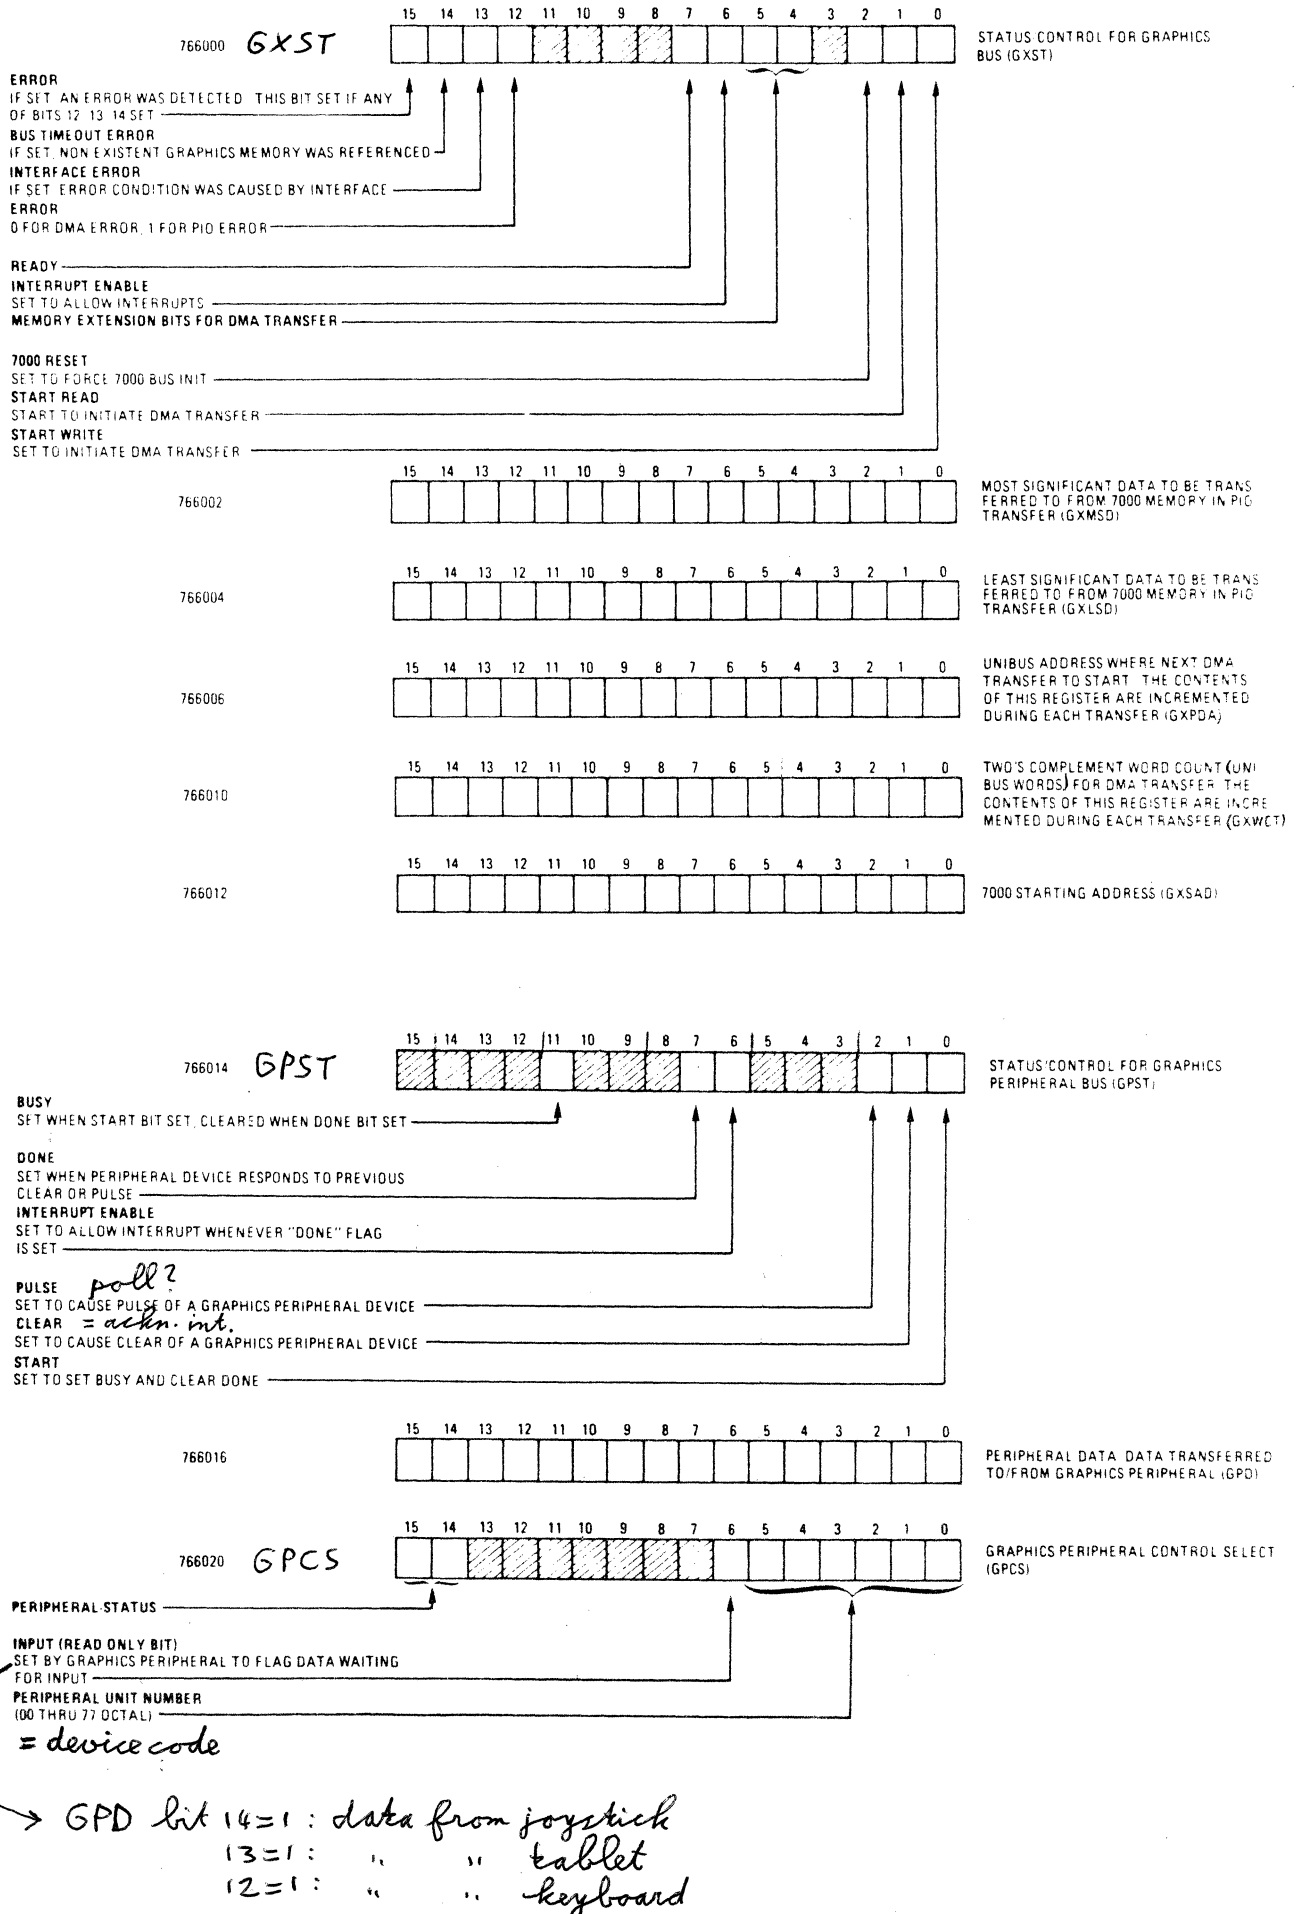 15 14 13 12 11 10 9 8 7 6 5 4 3 2 1 0
766000 GXST
STATUS CONTROL FOR GRAPHICS
BUS (GXST)
ERROR
IF SET AN ERROR WAS DETECTED THIS BIT SET IF ANY
OF BITS 12 13 14 SET
BUS TIMEOUT ERROR
IF SET, NON EXISTENT GRAPHICS MEMORY WAS REFERENCED
INTERFACE ERROR
IF SET ERROR CONDITION WAS CAUSED BY INTERFACE
ERROR
0 FOR DMA ERROR, 1 FOR PIO ERROR
READY
INTERRUPT ENABLE
SET TO ALLOW INTERRUPTS
MEMORY EXTENSION BITS FOR DMA TRANSFER
7000 RESET
SET TO FORCE 7000 BUS INIT
START READ
START TO INITIATE DMA TRANSFER
START WRITE
SET TO INITIATE DMA TRANSFER
15 14 13 12 11 10 9 8 7 6 5 4 3 2 1 0
766002
MOST SIGNIFICANT DATA TO BE TRANS
FERRED TO FROM 7000 MEMORY IN PIO
TRANSFER (GXMSD)
15 14 13 12 11 10 9 8 7 6 5 4 3 2 1 0
766004
LEAST SIGNIFICANT DATA TO BE TRANS
FERRED TO FROM 7000 MEMORY IN PIO
TRANSFER (GXLSD)
15 14 13 12 11 10 9 8 7 6 5 4 3 2 1 0
766006
UNIBUS ADDRESS WHERE NEXT DMA
TRANSFER TO START THE CONTENTS
OF THIS REGISTER ARE INCREMENTED
DURING EACH TRANSFER (GXPDA)
15 14 13 12 11 10 9 8 7 6 5 4 3 2 1 0
766010
TWO'S COMPLEMENT WORD COUNT (UNI
BUS WORDS) FOR DMA TRANSFER THE
CONTENTS OF THIS REGISTER ARE INCRE
MENTED DURING EACH TRANSFER (GXWCT)
15 14 13 12 11 10 9 8 7 6 5 4 3 2 1 0
766012
7000 STARTING ADDRESS (GXSAD)
15 14 13 12 11 10 9 8 7 6 5 4 3 2 1 0
766014 GPST
STATUS'CONTROL FOR GRAPHICS
PERIPHERAL BUS (GPST)
BUSY
SET WHEN START BIT SET, CLEARED WHEN DONE BIT SET
DONE
SET WHEN PERIPHERAL DEVICE RESPONDS TO PREVIOUS
CLEAR OR PULSE
INTERRUPT ENABLE
SET TO ALLOW INTERRUPT WHENEVER "DONE" FLAG
IS SET
PULSE poll?
SET TO CAUSE PULSE OF A GRAPHICS PERIPHERAL DEVICE
CLEAR = ackn. int.
SET TO CAUSE CLEAR OF A GRAPHICS PERIPHERAL DEVICE
START
SET TO SET BUSY AND CLEAR DONE
15 14 13 12 11 10 9 8 7 6 5 4 3 2 1 0
766016
PERIPHERAL DATA DATA TRANSFERRED
TO/FROM GRAPHICS PERIPHERAL (GPD)
15 14 13 12 11 10 9 8 7 6 5 4 3 2 1 0
766020 GPCS
GRAPHICS PERIPHERAL CONTROL SELECT
(GPCS)
PERIPHERAL STATUS
INPUT (READ ONLY BIT)
SET BY GRAPHICS PERIPHERAL TO FLAG DATA WAITING
FOR INPUT
PERIPHERAL UNIT NUMBER
(00 THRU 77 OCTAL)
= device code
→ GPD bit 14=1 : data from joystick
13=1 : " " tablet
12=1 : " " keyboard